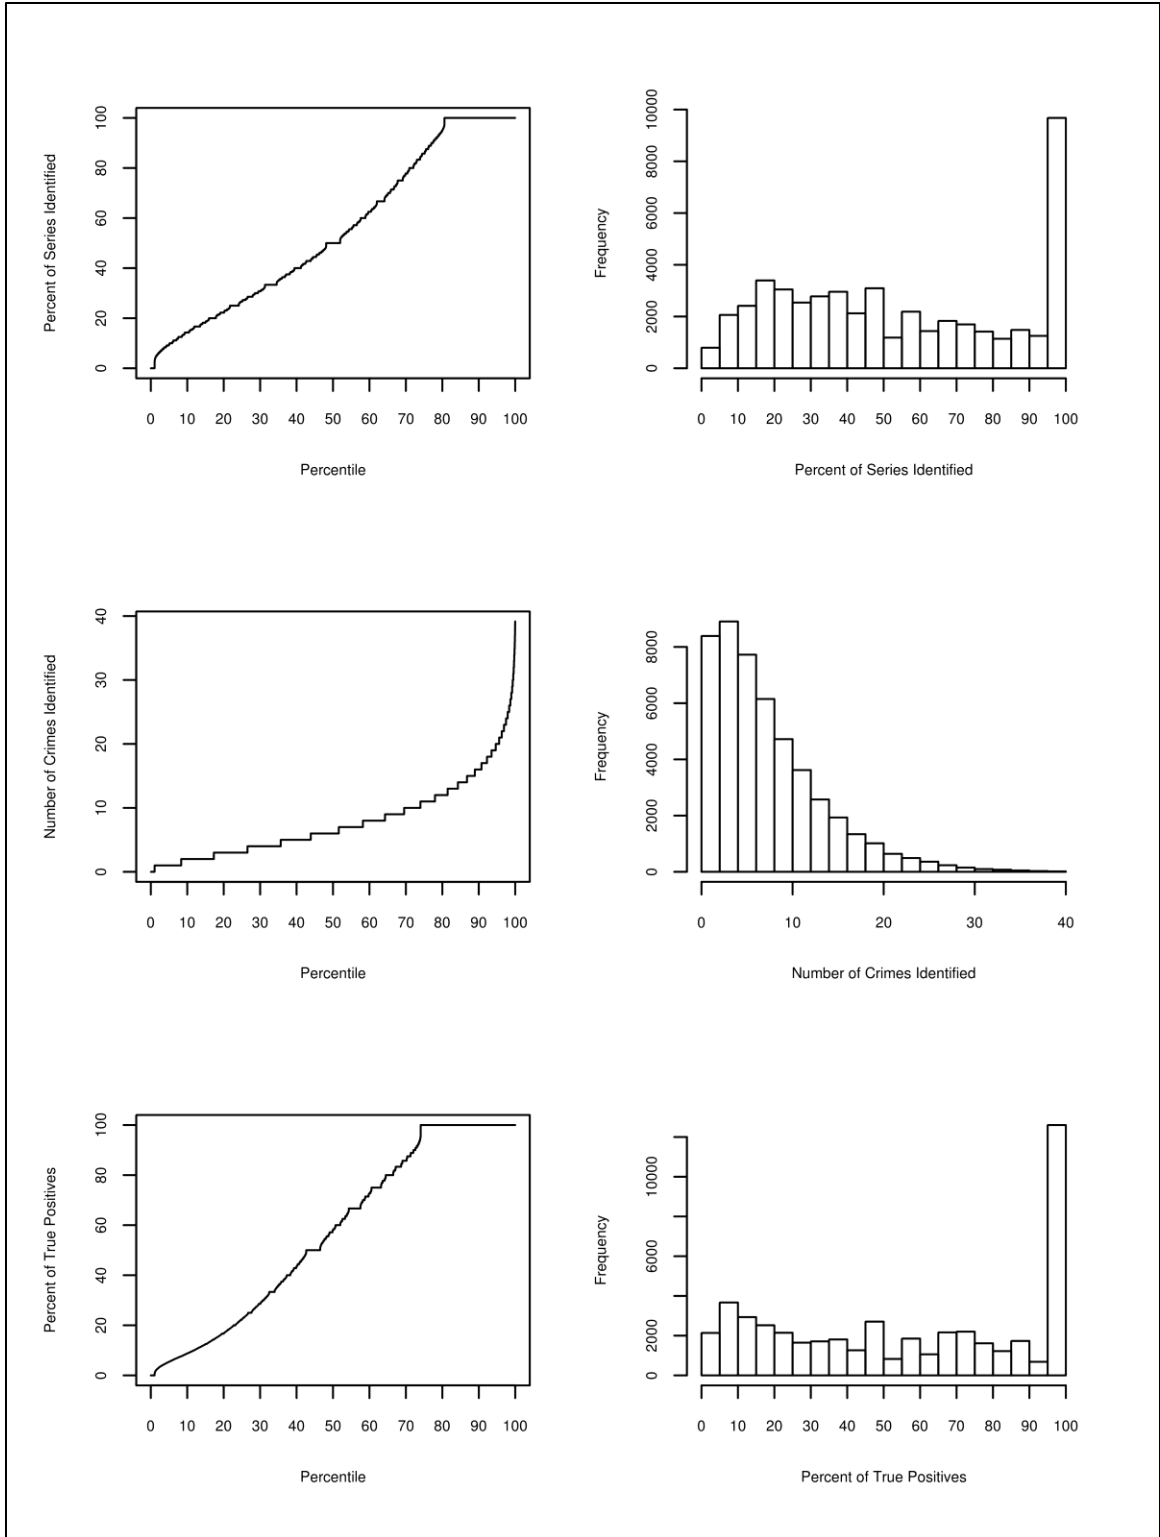 Percent of Series Identified
100
80
60
40
20
0
0 10 20 30 40 50 60 70 80 90 100
Percentile
Frequency
10000
8000
6000
4000
2000
0
0 10 20 30 40 50 60 70 80 90 100
Percent of Series Identified
Number of Crimes Identified
40
30
20
10
0
0 10 20 30 40 50 60 70 80 90 100
Percentile
Frequency
8000
6000
4000
2000
0
0 10 20 30 40
Number of Crimes Identified
Percent of True Positives
100
80
60
40
20
0
0 10 20 30 40 50 60 70 80 90 100
Percentile
Frequency
10000
6000
2000
0
0 10 20 30 40 50 60 70 80 90 100
Percent of True Positives